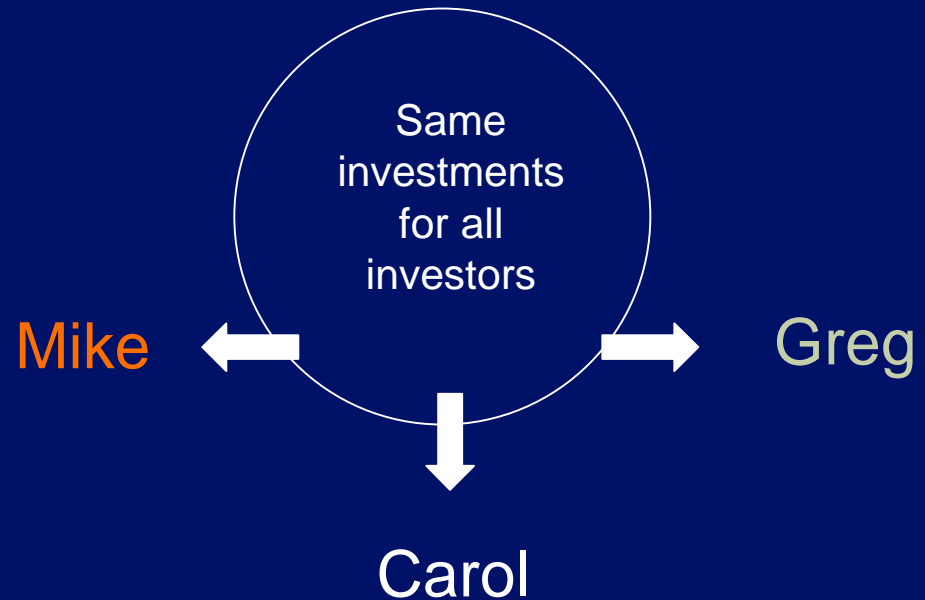 Same
investments
for all
investors
Mike
Greg
Carol